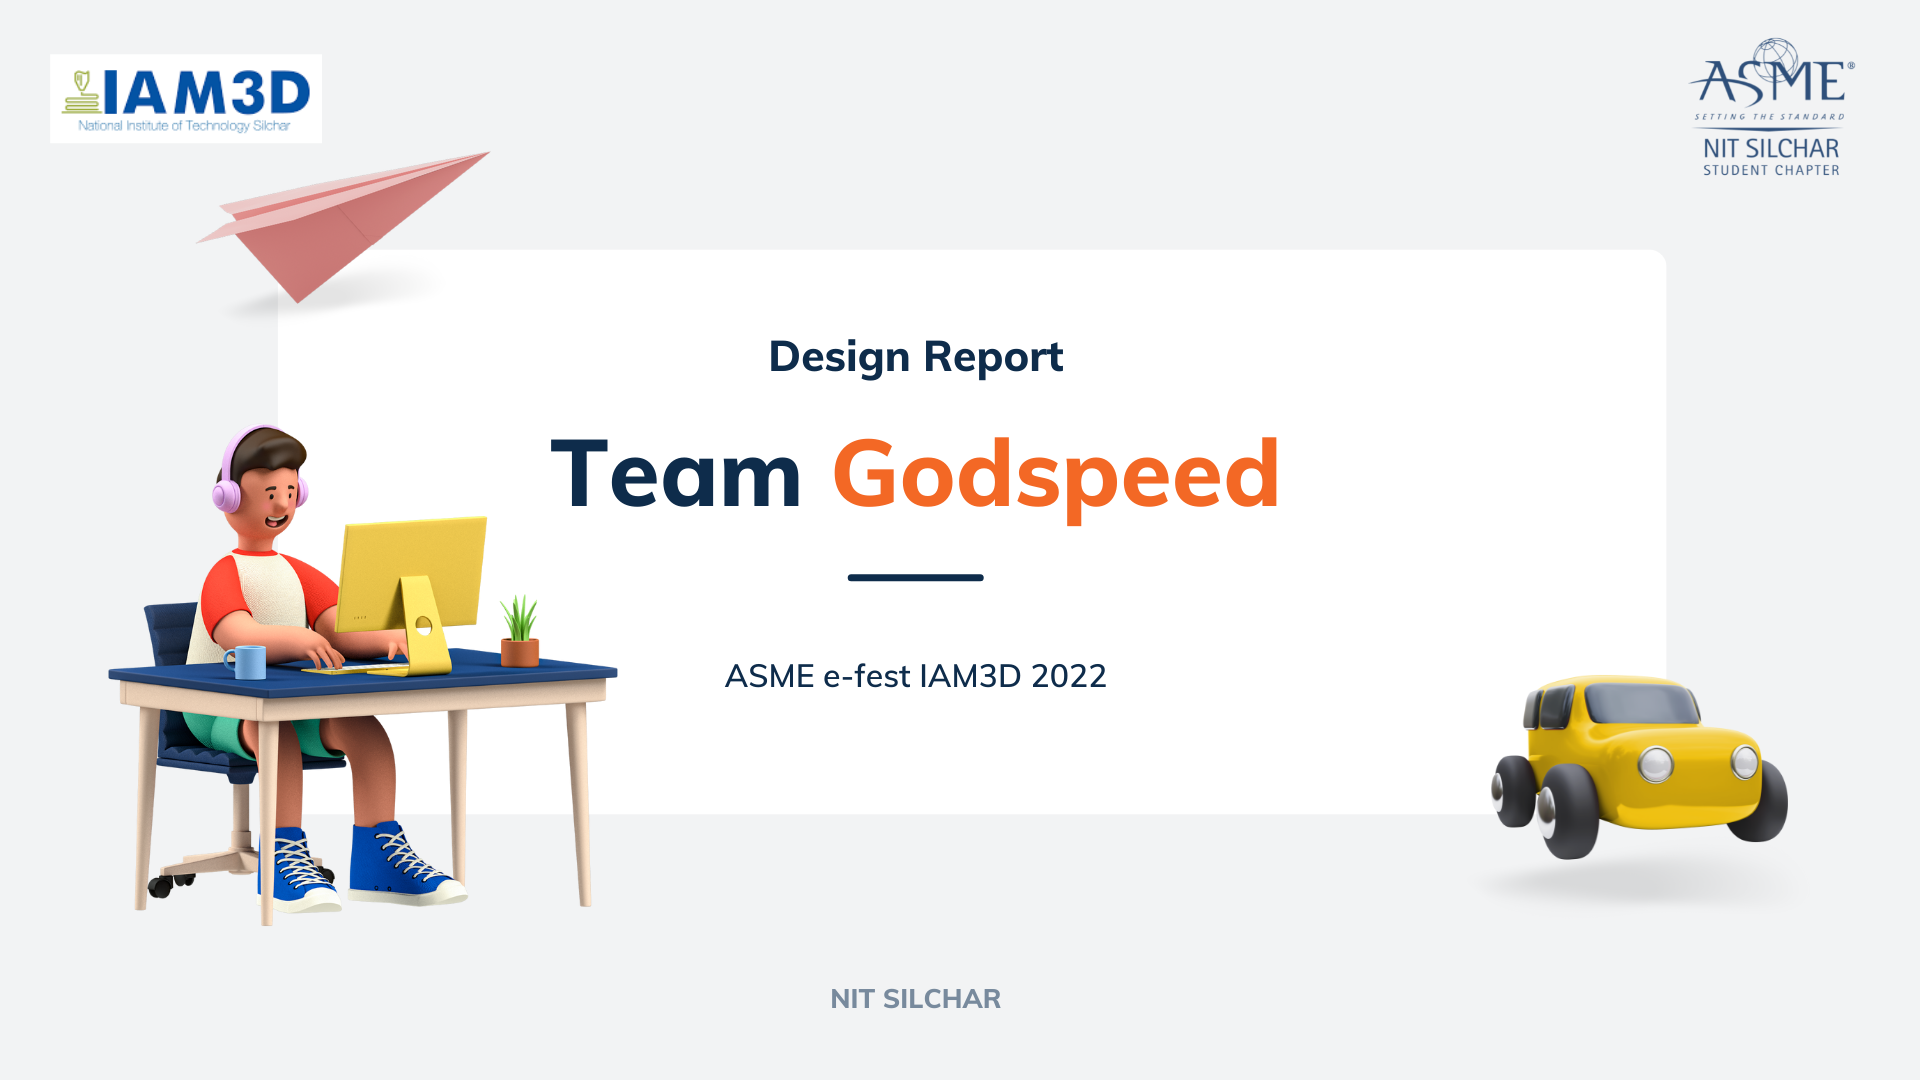 IAM3D
National Institute of Technology Silchar
ASME®
SETTING THE STANDARD
NIT SILCHAR
STUDENT CHAPTER
Design Report
Team Godspeed
ASME e-fest IAM3D 2022
NIT SILCHAR